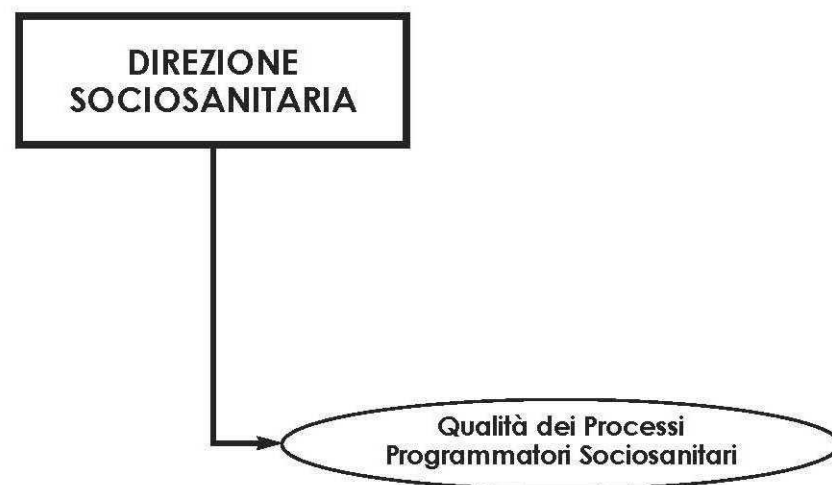 DIREZIONE
SOCIOSANITARIA
Qualità dei Processi
Programmatori Sociosanitari